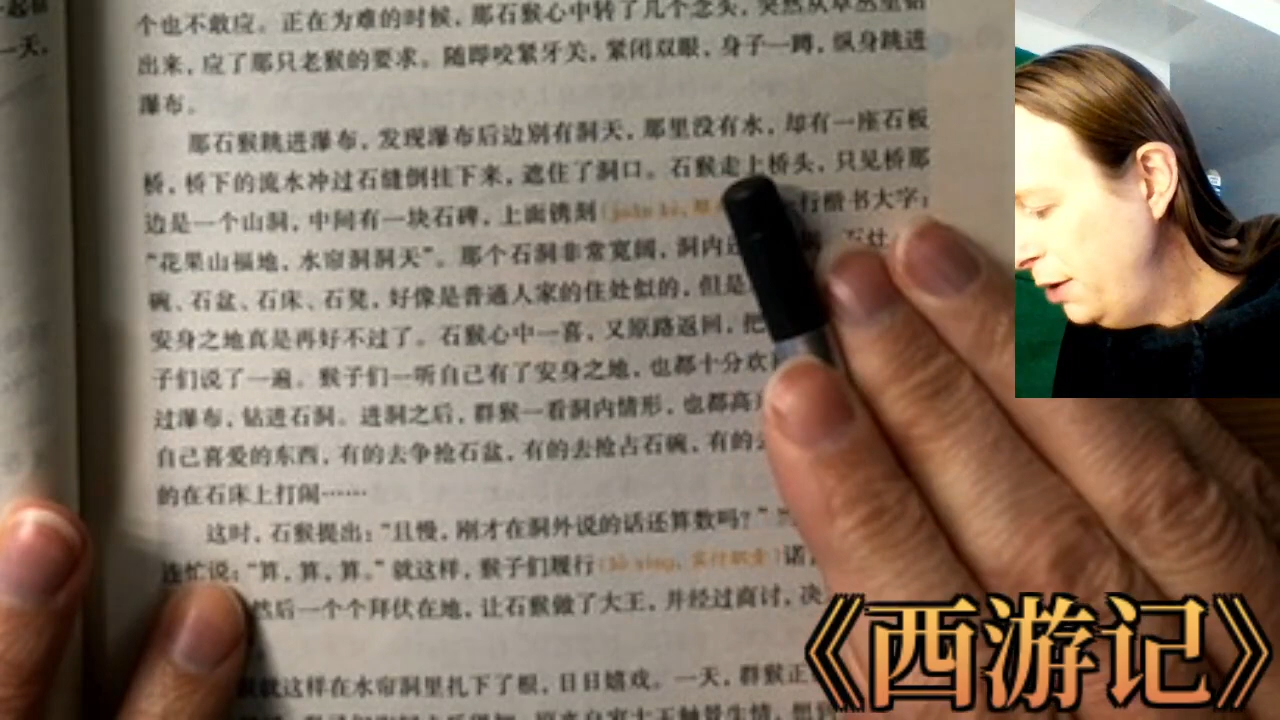 一天，
个也不敢应。正在为难的时候，那石猴心中转了几个念头，突然从草丛里钻
出来，应了那只老猴的要求。随即咬紧牙关，紧闭双眼，身子一蹲，纵身跳进
瀑布。
那石猴跳进瀑布，发现瀑布后边别有洞天，那里没有水，却有一座石板
桥，桥下的流水冲过石缝倒挂下来，遮住了洞口。石猴走上桥头，只见桥那
边是一个山洞，中间有一块石碑，上面镌刻 一行楷书大字：
“花果山福地，水帘洞洞天”。那个石洞非常宽阔，洞内 石灶、
碗、石盆、石床、石凳，好像是普通人家的住处似的，但是
安身之地真是再好不过了。石猴心中一喜，又原路返回，把
子们说了一遍。猴子们一听自己有了安身之地，也都十分欢
过瀑布，钻进石洞。进洞之后，群猴一看洞内情形，也都高
自己喜爱的东西，有的去争抢石盆，有的去抢占石碗，有的
的在石床上打闹……
这时，石猴提出：“且慢，刚才在洞外说的话还算数吗？”
连忙说：“算，算，算。”就这样，猴子们履行 诺
然后一个个拜伏在地，让石猴做了大王，并经过商讨，决
就这样在水帘洞里扎下了根，日日嬉戏。一天，群猴正
《西游记》